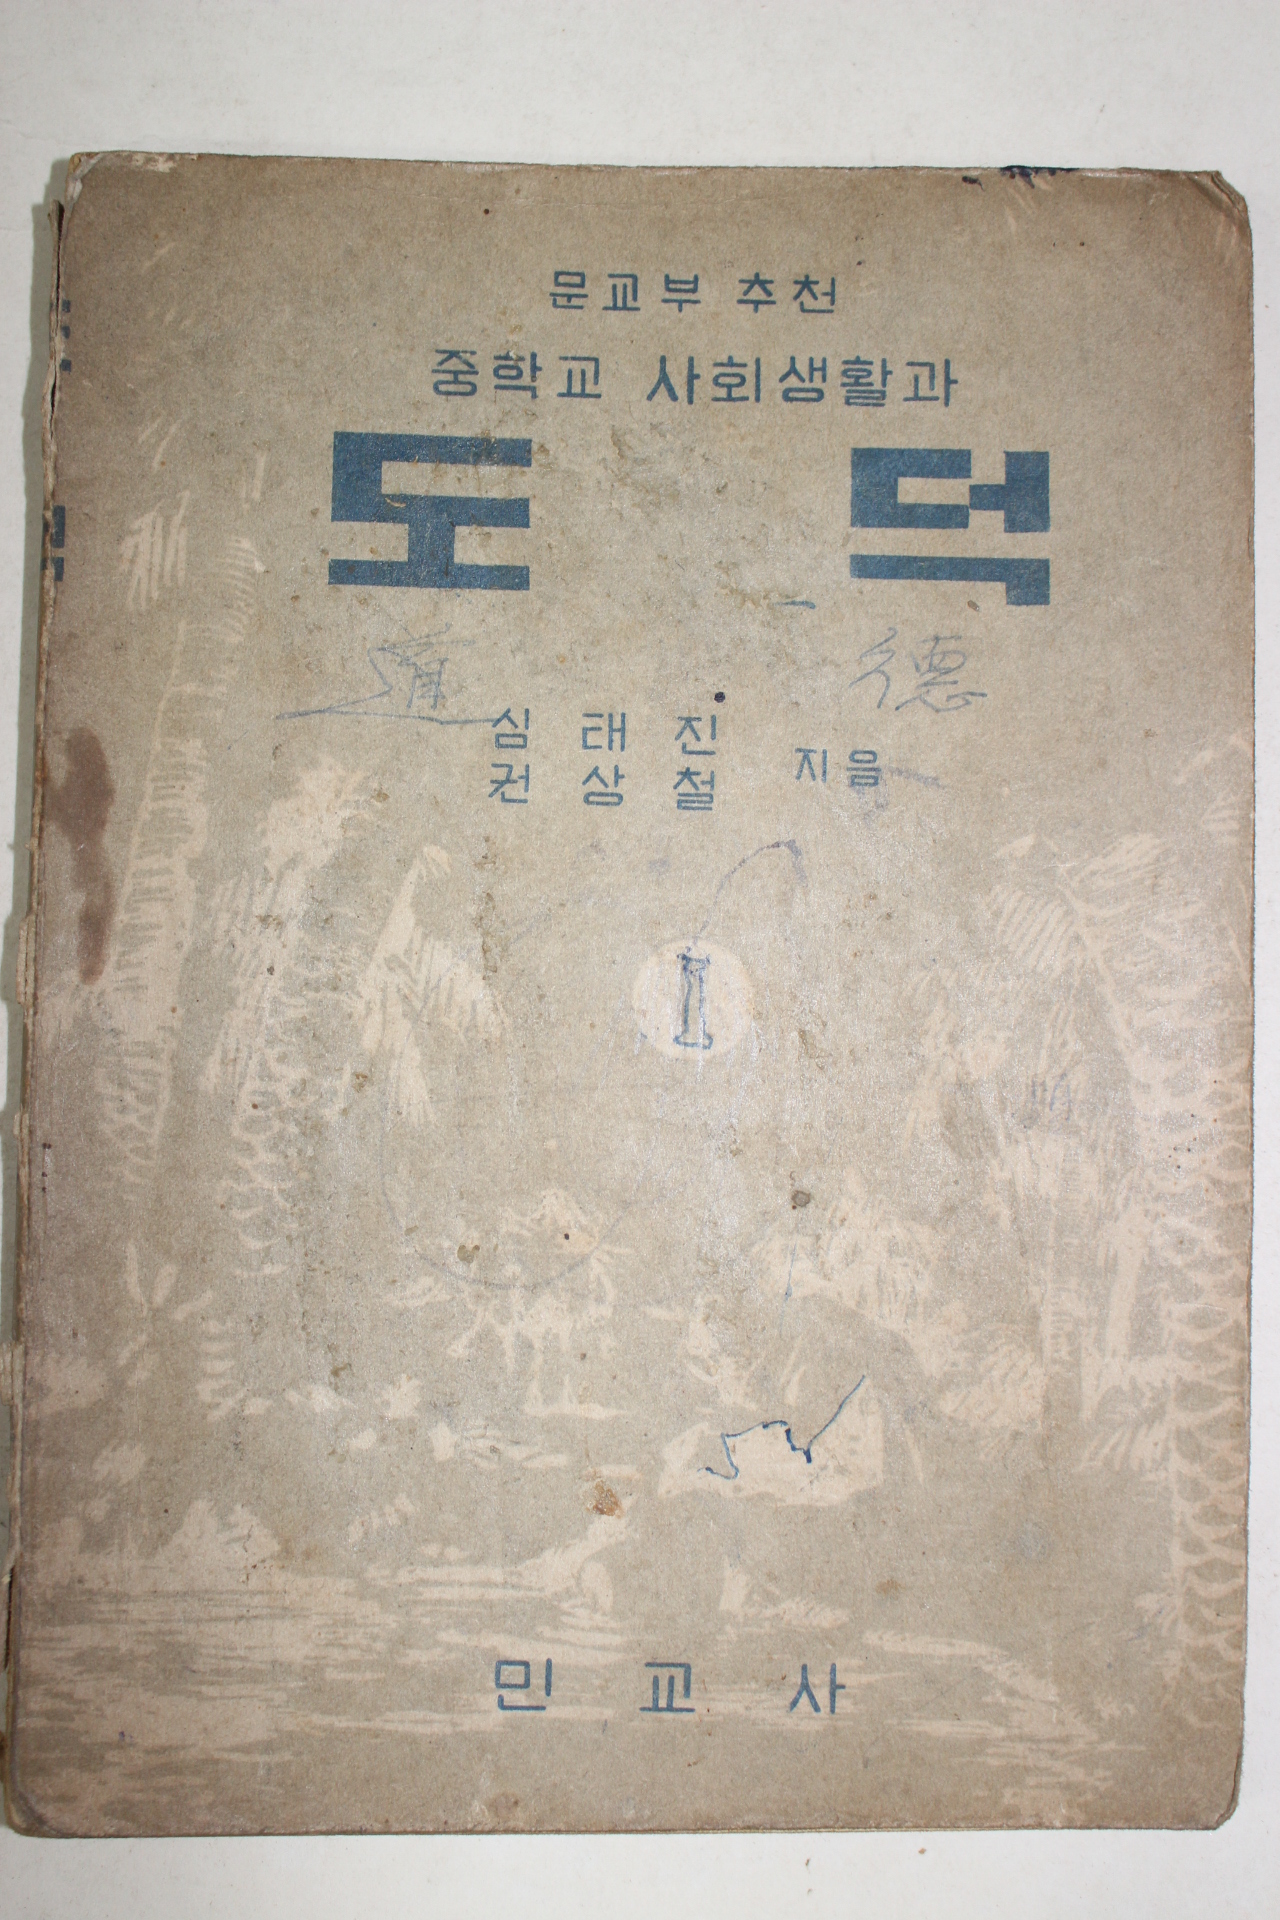 문교부 추천
중학교 사회생활과
도덕
道德
심태진
권상철 지음
1
민교사